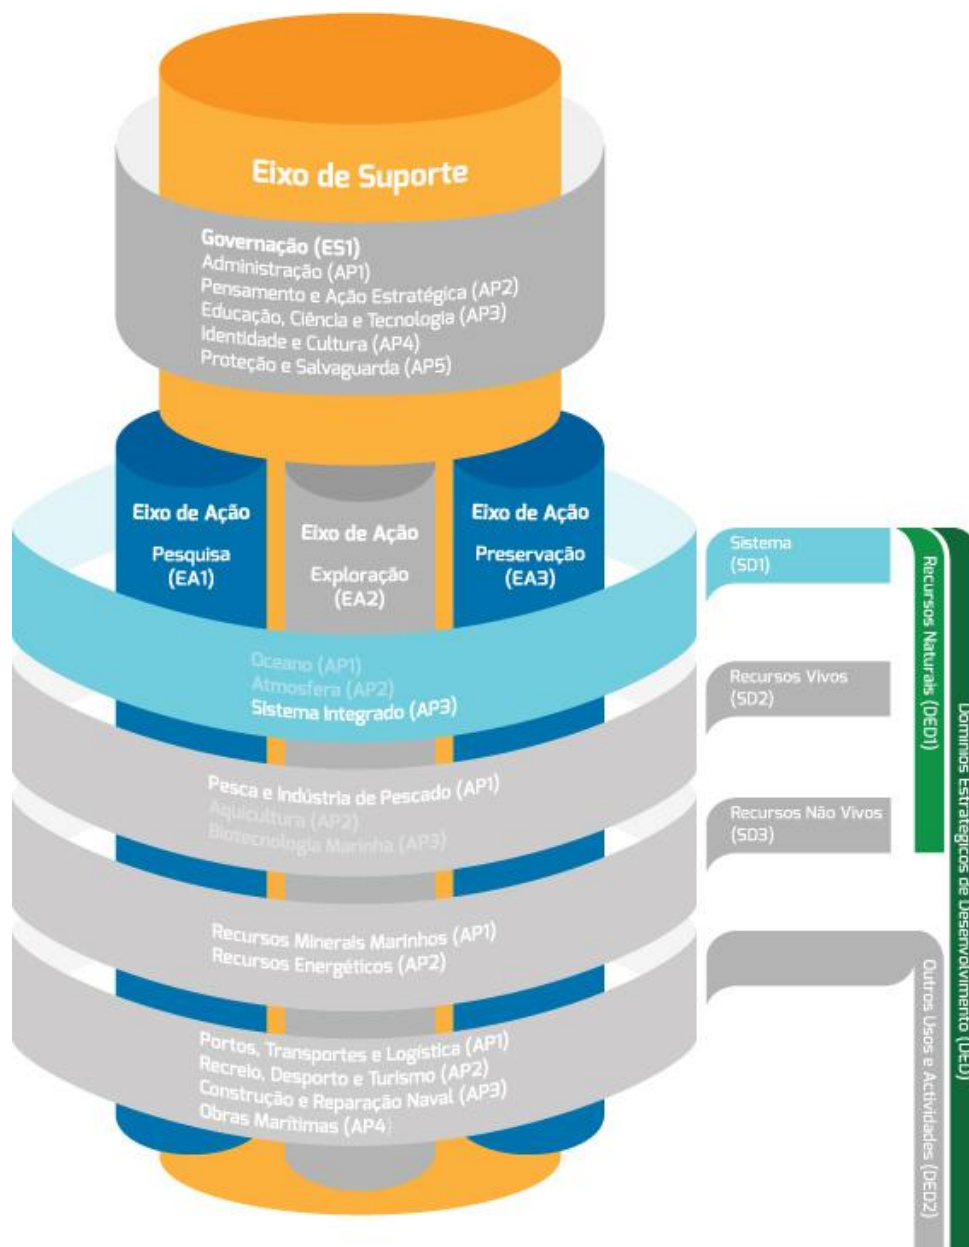 Eixo de Suporte
Governação (ES1)
Administração (AP1)
Pensamento e Ação Estratégica (AP2)
Educação, Ciência e Tecnologia (AP3)
Identidade e Cultura (AP4)
Proteção e Salvaguarda (AP5)
Eixo de Ação
Pesquisa
(EA1)
Eixo de Ação
Exploração
(EA2)
Eixo de Ação
Preservação
(EA3)
Oceano (AP1)
Atmosfera (AP2)
Sistema Integrado (AP3)
Pesca e Indústria de Pescado (AP1)
Aquicultura (AP2)
Biotecnologia Marinha (AP3)
Recursos Minerais Marinhos (AP1)
Recursos Energéticos (AP2)
Portos, Transportes e Logística (AP1)
Recreio, Desporto e Turismo (AP2)
Construção e Reparação Naval (AP3)
Obras Marítimas (AP4)
Sistema
(SD1)
Recursos Vivos
(SD2)
Recursos Não Vivos
(SD3)
Recursos Naturais (DED1)
Outros Usos e Actividades (DED2)
Domínios Estratégicos de Desenvolvimento (DED)